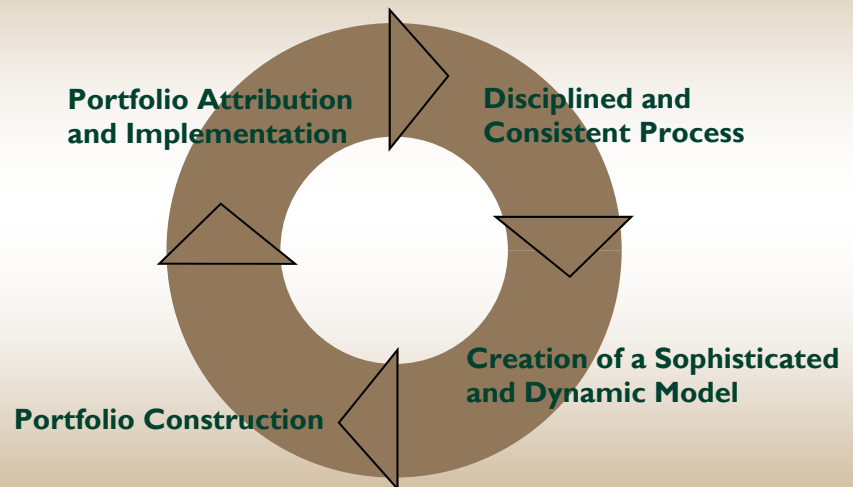 Portfolio Attribution
and Implementation
Disciplined and
Consistent Process
Creation of a Sophisticated
and Dynamic Model
Portfolio Construction